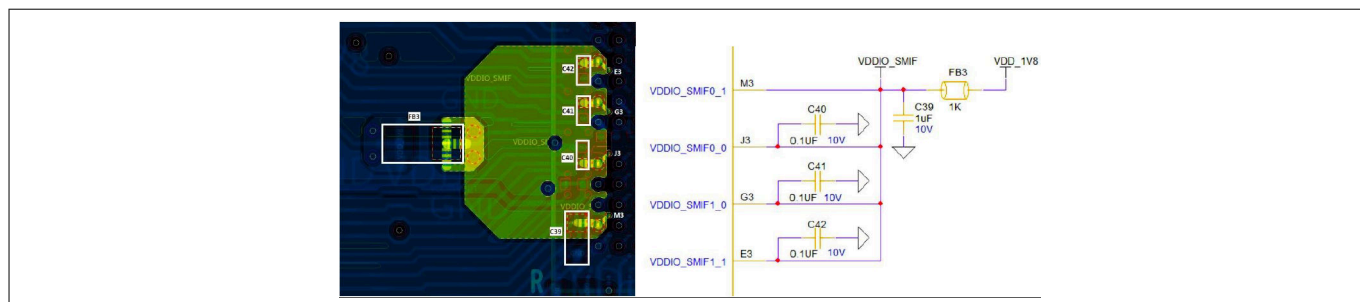 C42
E3
VDDIO_SMIF
C41
G3
FB3
C40
J3
M3
C39
VDDIO_SMIF
FB3
VDD_1V8
VDDIO_SMIF0_1
M3
C40
C39
1uF
10V
1K
VDDIO_SMIF0_0
J3
0.1UF 10V
C41
VDDIO_SMIF1_0
G3
0.1UF 10V
C42
VDDIO_SMIF1_1
E3
0.1UF 10V